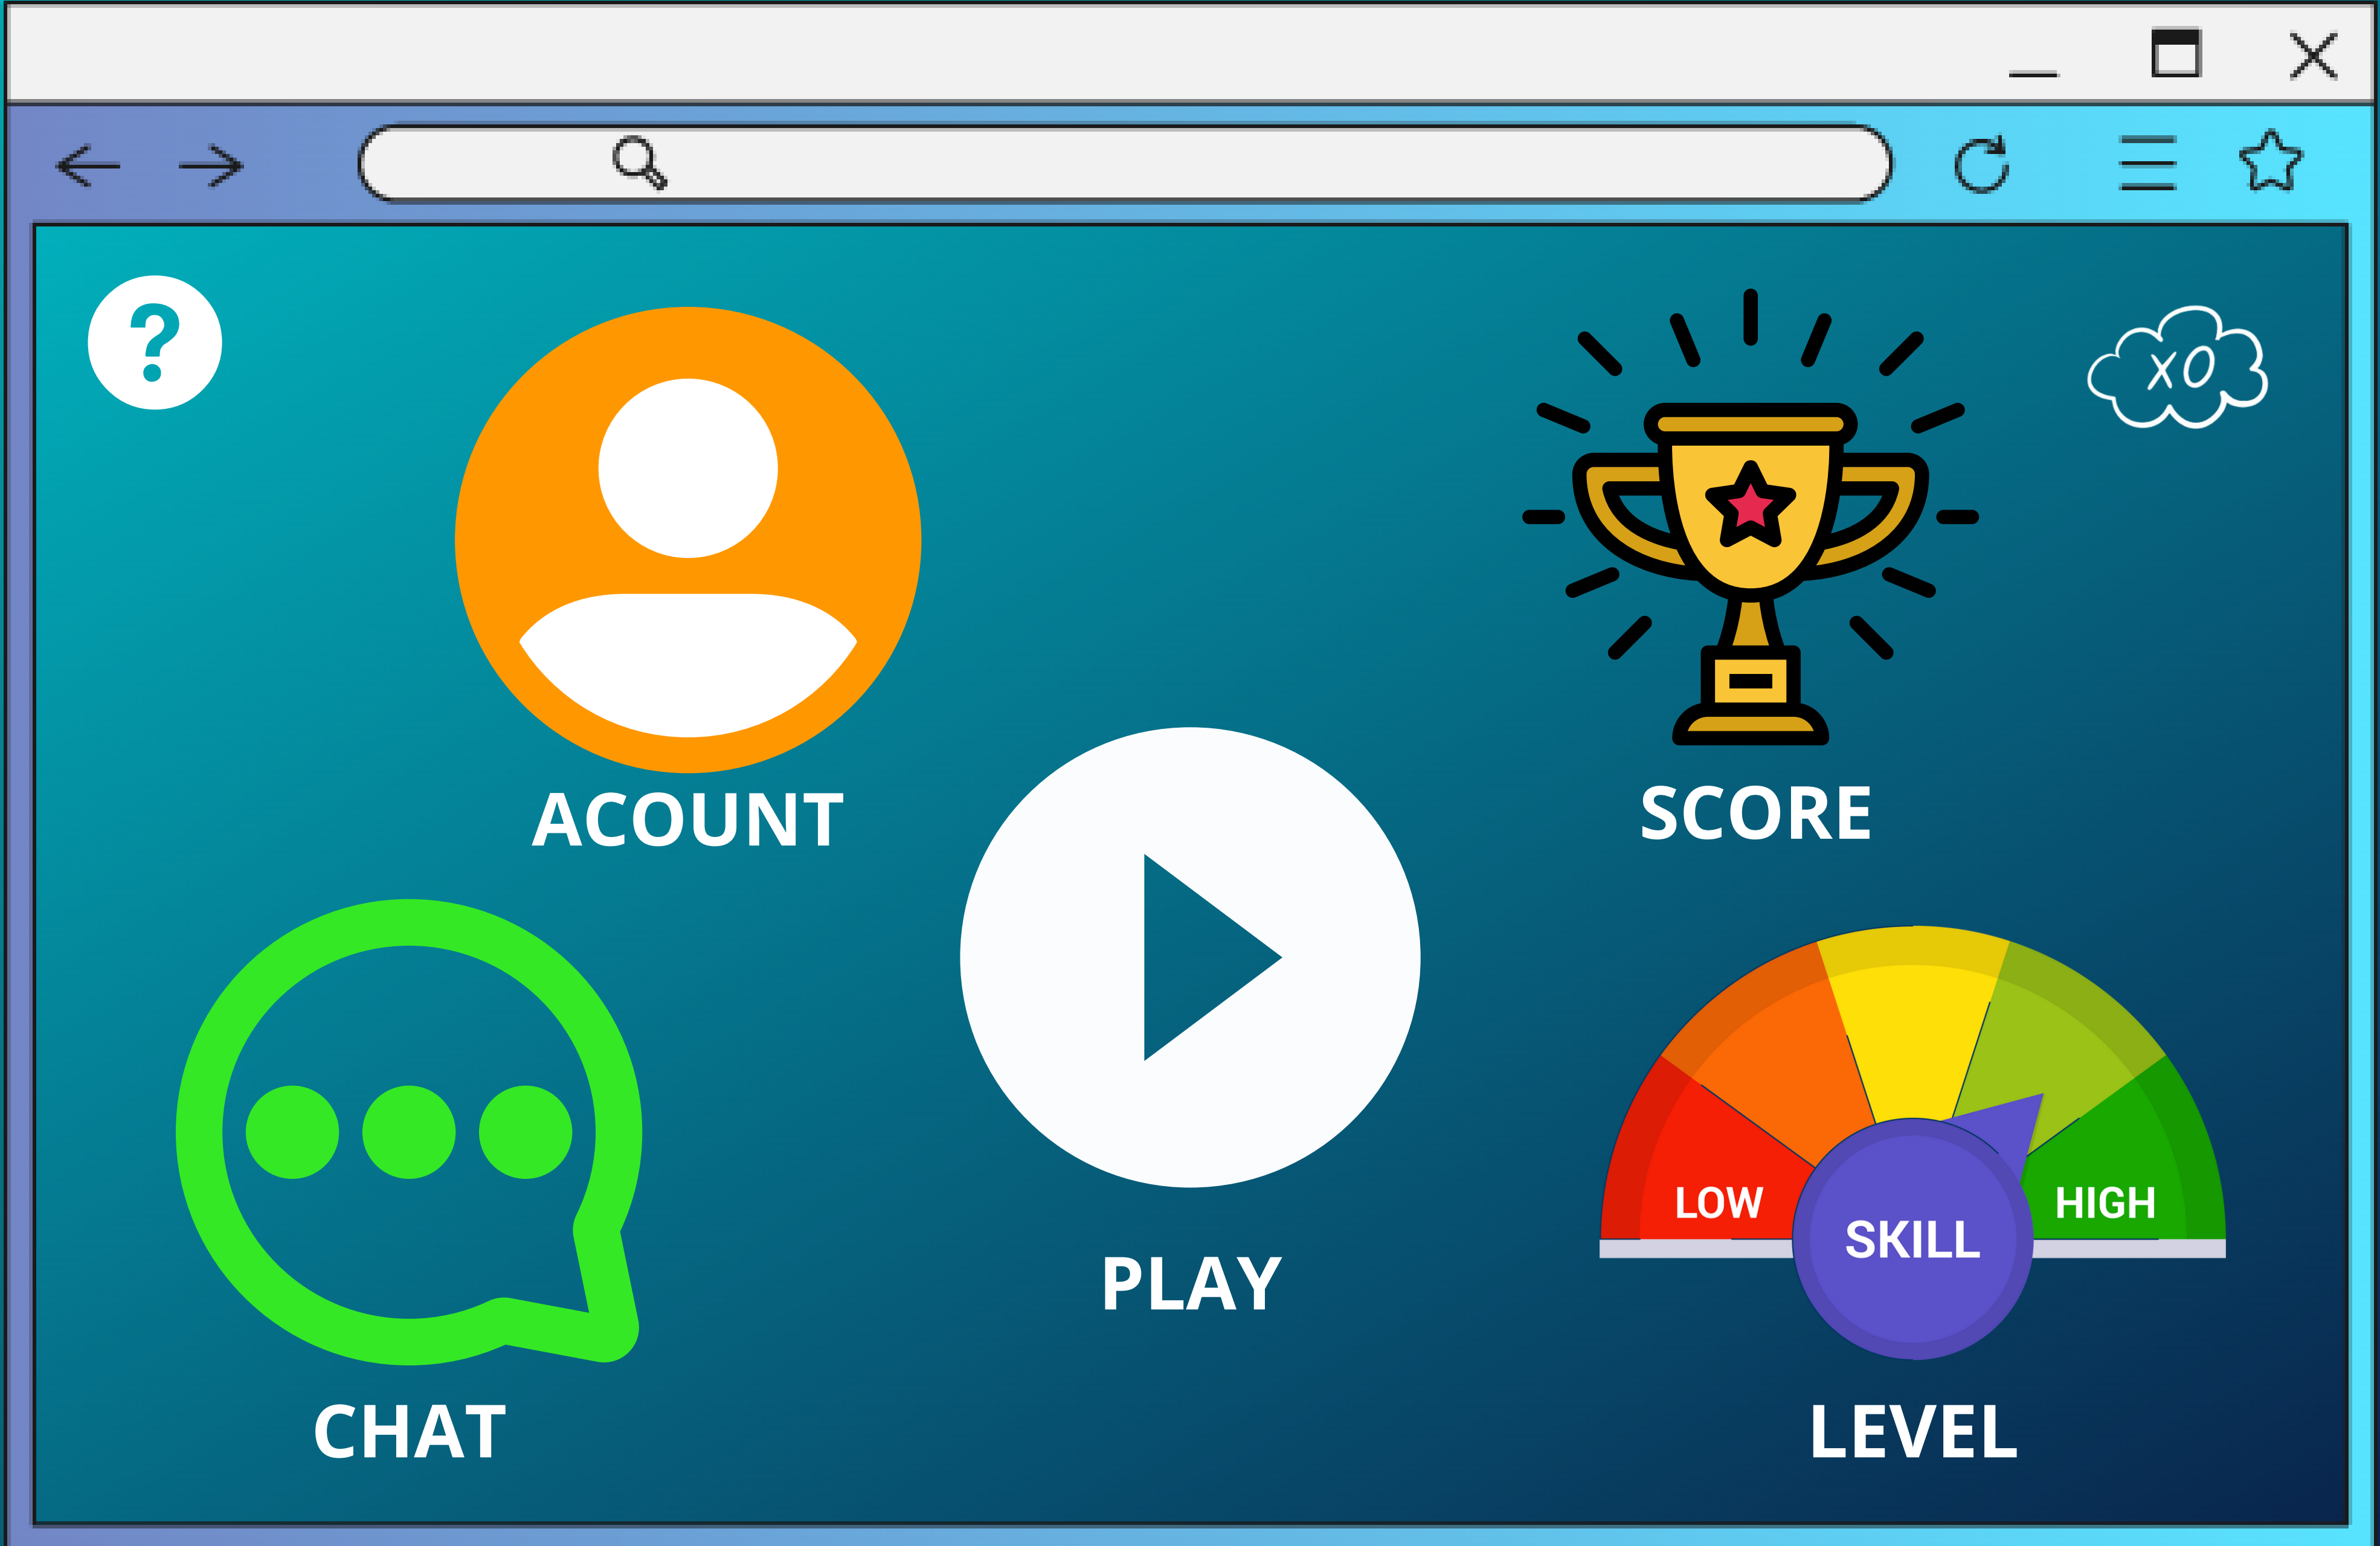 ?
XO
ACOUNT
SCORE
PLAY
LOW
HIGH
SKILL
CHAT
LEVEL